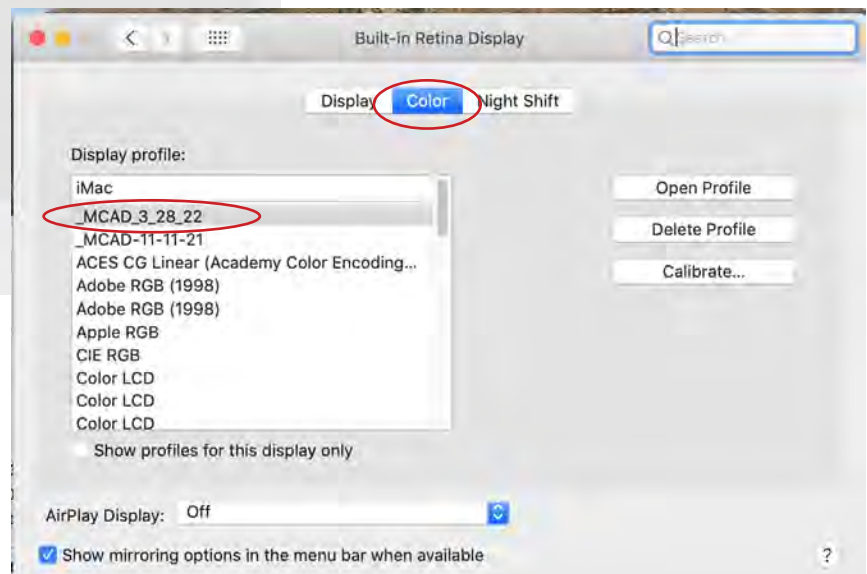 Built-in Retina Display
Search
Display Color Night Shift
Display profile:
iMac
_MCAD_3_28_22
_MCAD-11-11-21
ACES CG Linear (Academy Color Encoding...
Adobe RGB (1998)
Adobe RGB (1998)
Apple RGB
CIE RGB
Color LCD
Color LCD
Color LCD
Open Profile
Delete Profile
Calibrate...
Show profiles for this display only
AirPlay Display: Off
Show mirroring options in the menu bar when available
?